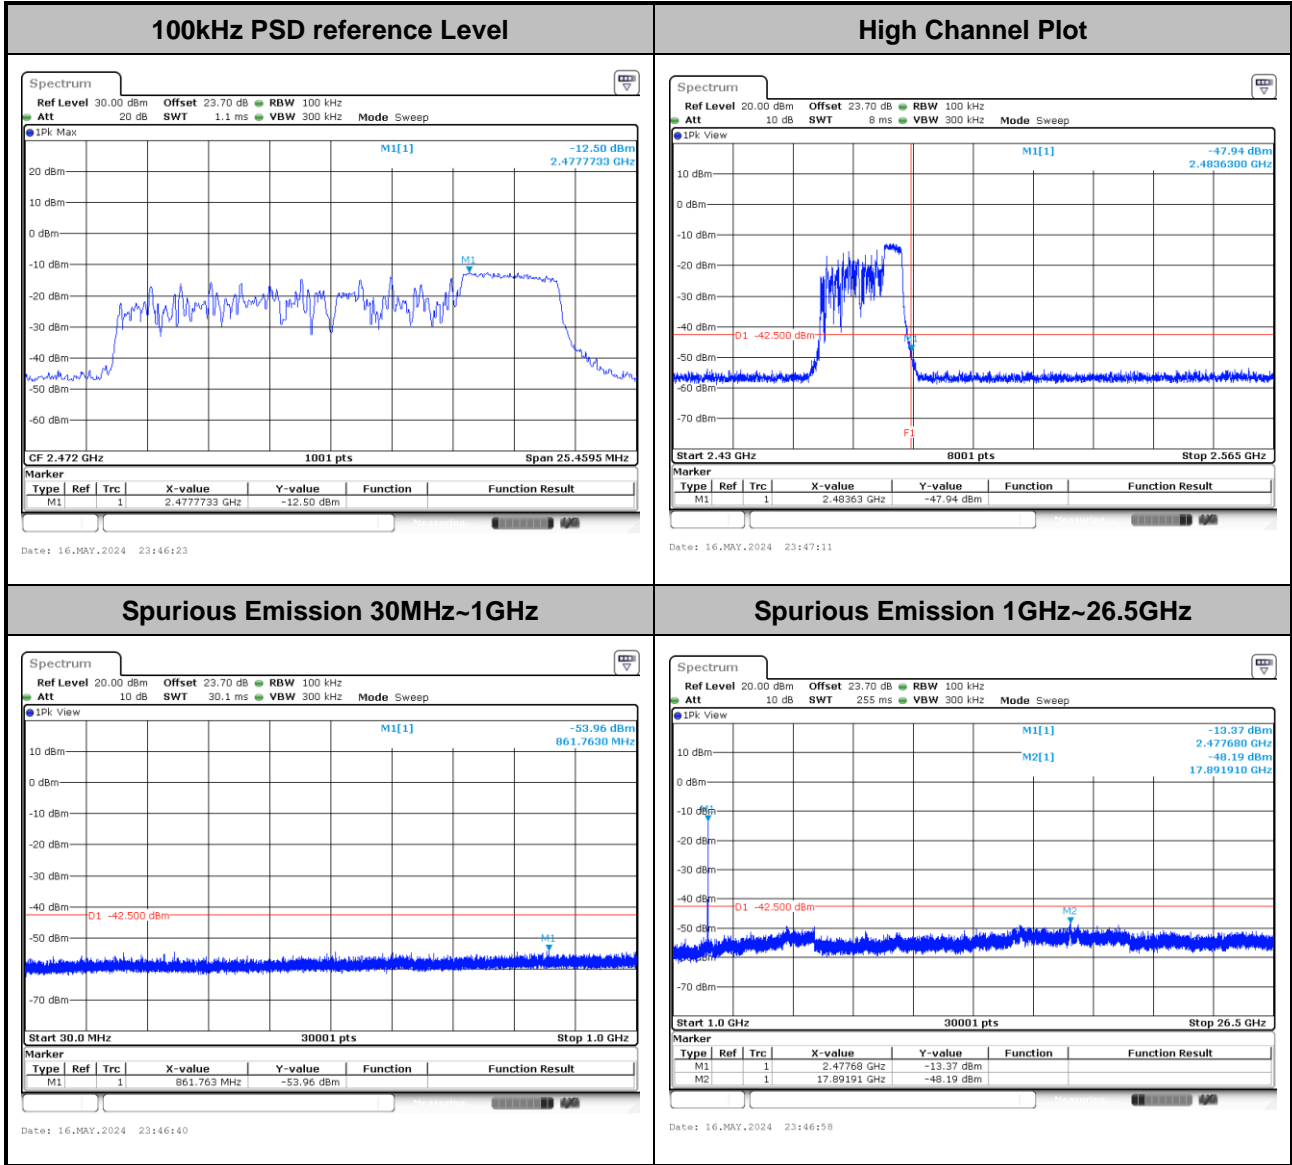 100kHz PSD reference Level
High Channel Plot
Spectrum
Ref Level 30.00 dBm Offset 23.70 dB RBW 100 kHz
Att 20 dB SWT 1.1 ms VBW 300 kHz Mode Sweep
1Pk Max
M1[1] -12.50 dBm
2.4777733 GHz
20 dBm
10 dBm
0 dBm
-10 dBm
M1
-20 dBm
-30 dBm
-40 dBm
-50 dBm
-60 dBm
CF 2.472 GHz 1001 pts Span 25.4595 MHz
Marker
Type Ref Trc X-value Y-value Function Function Result
M1 1 2.4777733 GHz -12.50 dBm
Date: 16.MAY.2024 23:46:23
Spectrum
Ref Level 20.00 dBm Offset 23.70 dB RBW 100 kHz
Att 10 dB SWT 8 ms VBW 300 kHz Mode Sweep
1Pk View
M1[1] -47.94 dBm
2.4836300 GHz
10 dBm
0 dBm
-10 dBm
-20 dBm
-30 dBm
-40 dBm
D1 -42.500 dBm
M1
-50 dBm
-60 dBm
-70 dBm
F1
Start 2.43 GHz 8001 pts Stop 2.565 GHz
Marker
Type Ref Trc X-value Y-value Function Function Result
M1 1 2.48363 GHz -47.94 dBm
Date: 16.MAY.2024 23:47:11
Spurious Emission 30MHz~1GHz
Spurious Emission 1GHz~26.5GHz
Spectrum
Ref Level 20.00 dBm Offset 23.70 dB RBW 100 kHz
Att 10 dB SWT 30.1 ms VBW 300 kHz Mode Sweep
1Pk View
M1[1] -53.96 dBm
861.7630 MHz
10 dBm
0 dBm
-10 dBm
-20 dBm
-30 dBm
-40 dBm
D1 -42.500 dBm
-50 dBm
M1
-70 dBm
Start 30.0 MHz 30001 pts Stop 1.0 GHz
Marker
Type Ref Trc X-value Y-value Function Function Result
M1 1 861.763 MHz -53.96 dBm
Date: 16.MAY.2024 23:46:40
Spectrum
Ref Level 20.00 dBm Offset 23.70 dB RBW 100 kHz
Att 10 dB SWT 255 ms VBW 300 kHz Mode Sweep
1Pk View
M1[1] -13.37 dBm
2.477680 GHz
M2[1] -48.19 dBm
17.891910 GHz
10 dBm
0 dBm
-10 dBm
M1
-20 dBm
-30 dBm
-40 dBm
D1 -42.500 dBm
M2
-50 dBm
-70 dBm
Start 1.0 GHz 30001 pts Stop 26.5 GHz
Marker
Type Ref Trc X-value Y-value Function Function Result
M1 1 2.47768 GHz -13.37 dBm
M2 1 17.89191 GHz -48.19 dBm
Date: 16.MAY.2024 23:46:58